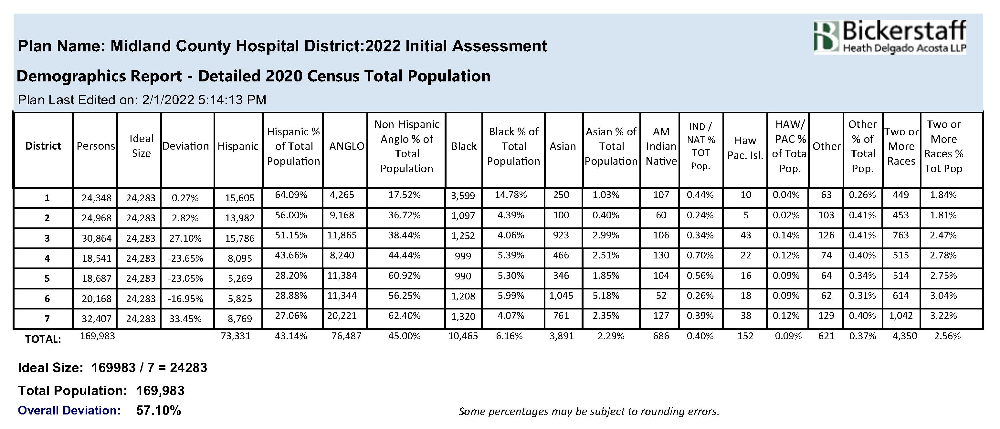 Bickerstaff
Heath Delgado Acosta LLP
Plan Name: Midland County Hospital District:2022 Initial Assessment
Demographics Report - Detailed 2020 Census Total Population
Plan Last Edited on: 2/1/2022 5:14:13 PM
District Persons Ideal Size Deviation Hispanic Hispanic % of Total Population ANGLO Non-Hispanic Anglo % of Total Population Black Black % of Total Population Asian Asian % of Total Population AM Indian Native IND / NAT % TOT Pop. Haw Pac. Isl. HAW/ PAC % of Tota Pop. Other Other % of Total Pop. Two or More Races Two or More Races % Tot Pop
1 24,348 24,283 0.27% 15,605 64.09% 4,265 17.52% 3,599 14.78% 250 1.03% 107 0.44% 10 0.04% 63 0.26% 449 1.84%
2 24,968 24,283 2.82% 13,982 56.00% 9,168 36.72% 1,097 4.39% 100 0.40% 60 0.24% 5 0.02% 103 0.41% 453 1.81%
3 30,864 24,283 27.10% 15,786 51.15% 11,865 38.44% 1,252 4.06% 923 2.99% 106 0.34% 43 0.14% 126 0.41% 763 2.47%
4 18,541 24,283 -23.65% 8,095 43.66% 8,240 44.44% 999 5.39% 466 2.51% 130 0.70% 22 0.12% 74 0.40% 515 2.78%
5 18,687 24,283 -23.05% 5,269 28.20% 11,384 60.92% 990 5.30% 346 1.85% 104 0.56% 16 0.09% 64 0.34% 514 2.75%
6 20,168 24,283 -16.95% 5,825 28.88% 11,344 56.25% 1,208 5.99% 1,045 5.18% 52 0.26% 18 0.09% 62 0.31% 614 3.04%
7 32,407 24,283 33.45% 8,769 27.06% 20,221 62.40% 1,320 4.07% 761 2.35% 127 0.39% 38 0.12% 129 0.40% 1,042 3.22%
TOTAL: 169,983 73,331 43.14% 76,487 45.00% 10,465 6.16% 3,891 2.29% 686 0.40% 152 0.09% 621 0.37% 4,350 2.56%
Ideal Size: 169983 / 7 = 24283
Total Population: 169,983
Overall Deviation: 57.10%
Some percentages may be subject to rounding errors.